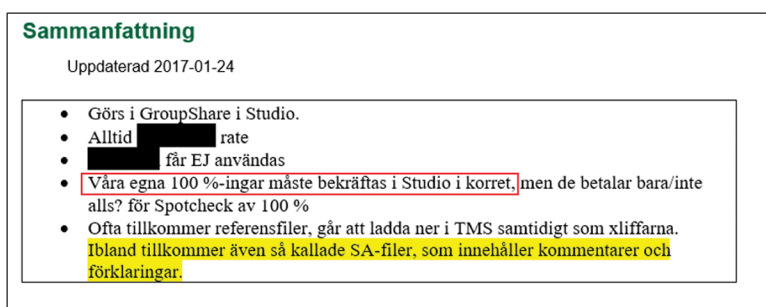 Sammanfattning
Uppdaterad 2017-01-24
• Görs i GroupShare i Studio.
• Alltid rate
• får EJ användas
• Våra egna 100 %-ingar måste bekräftas i Studio i korret, men de betalar bara/inte
alls? för Spotcheck av 100 %
• Ofta tillkommer referensfiler, går att ladda ner i TMS samtidigt som xliffarna.
Ibland tillkommer även så kallade SA-filer, som innehåller kommentarer och
förklaringar.